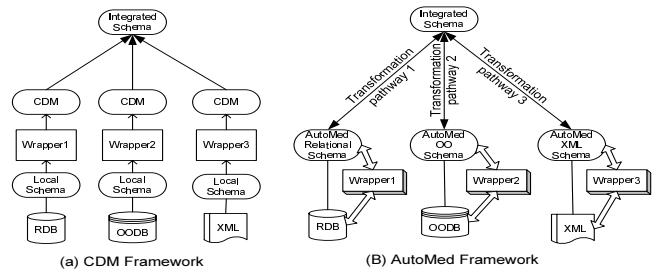 Integrated
Schema
CDM
CDM
CDM
Wrapper1
Wrapper2
Wrapper3
Local
Schema
Local
Schema
Local
Schema
RDB
OODB
XML
(a) CDM Framework
Integrated
Schema
Transformation
pathway 1
Transformation
pathway 2
Transformation
pathway 3
AutoMed
Relational
Schema
AutoMed
OO
Schema
AutoMed
XML
Schema
Wrapper1
Wrapper2
Wrapper3
RDB
OODB
XML
(B) AutoMed Framework